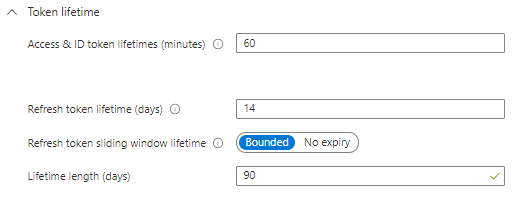 Token lifetime
Access & ID token lifetimes (minutes) 60
Refresh token lifetime (days) 14
Refresh token sliding window lifetime Bounded No expiry
Lifetime length (days) 90